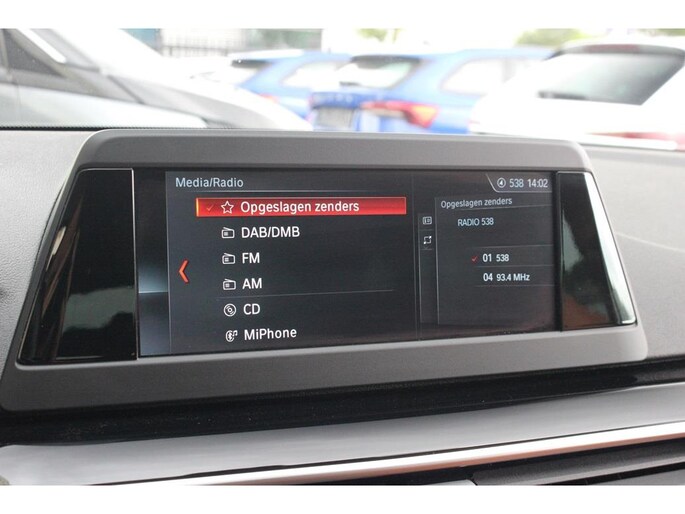 Media/Radio
538 14:02
Opgeslagen zenders
DAB/DMB
FM
AM
CD
MiPhone
Opgeslagen zenders
RADIO 538
01 538
04 93.4 MHz